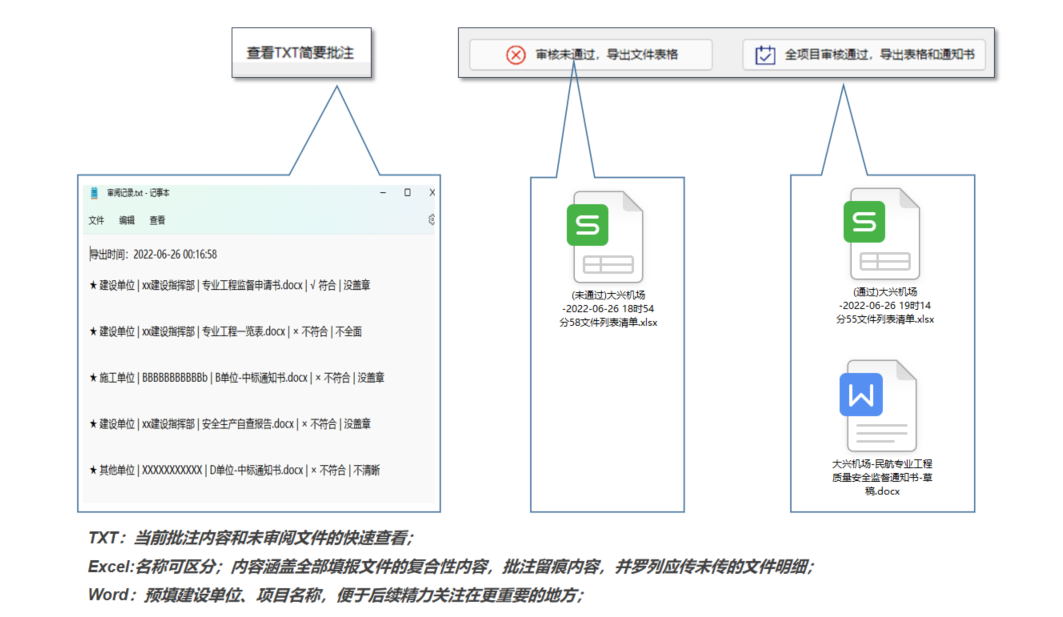 查看TXT简要批注
审核未通过，导出文件表格
全项目审核通过，导出表格和通知书
审阅记录.txt - 记事本
文件 编辑 查看
导出时间：2022-06-26 00:16:58
★ 建设单位 | xx建设指挥部 | 专业工程监督申请书.docx | √ 符合 | 没盖章
★ 建设单位 | xx建设指挥部 | 专业工程一览表.docx | × 不符合 | 不全面
★ 施工单位 | BBBBBBBBBBBb | B单位-中标通知书.docx | × 不符合 | 没盖章
★ 建设单位 | xx建设指挥部 | 安全生产自查报告.docx | × 不符合 | 没盖章
★ 其他单位 | XXXXXXXXXXX | D单位-中标通知书.docx | × 不符合 | 不清晰
S
(未通过)大兴机场
-2022-06-26 18时54
分58文件列表清单.xlsx
S
(通过)大兴机场
-2022-06-26 19时14
分55文件列表清单.xlsx
W
大兴机场-民航专业工程
质量安全监督通知书-草
稿.docx
TXT：当前批注内容和未审阅文件的快速查看；
Excel:名称可区分；内容涵盖全部填报文件的复合性内容，批注留痕内容，并罗列应传未传的文件明细；
Word：预填建设单位、项目名称，便于后续精力关注在更重要的地方；